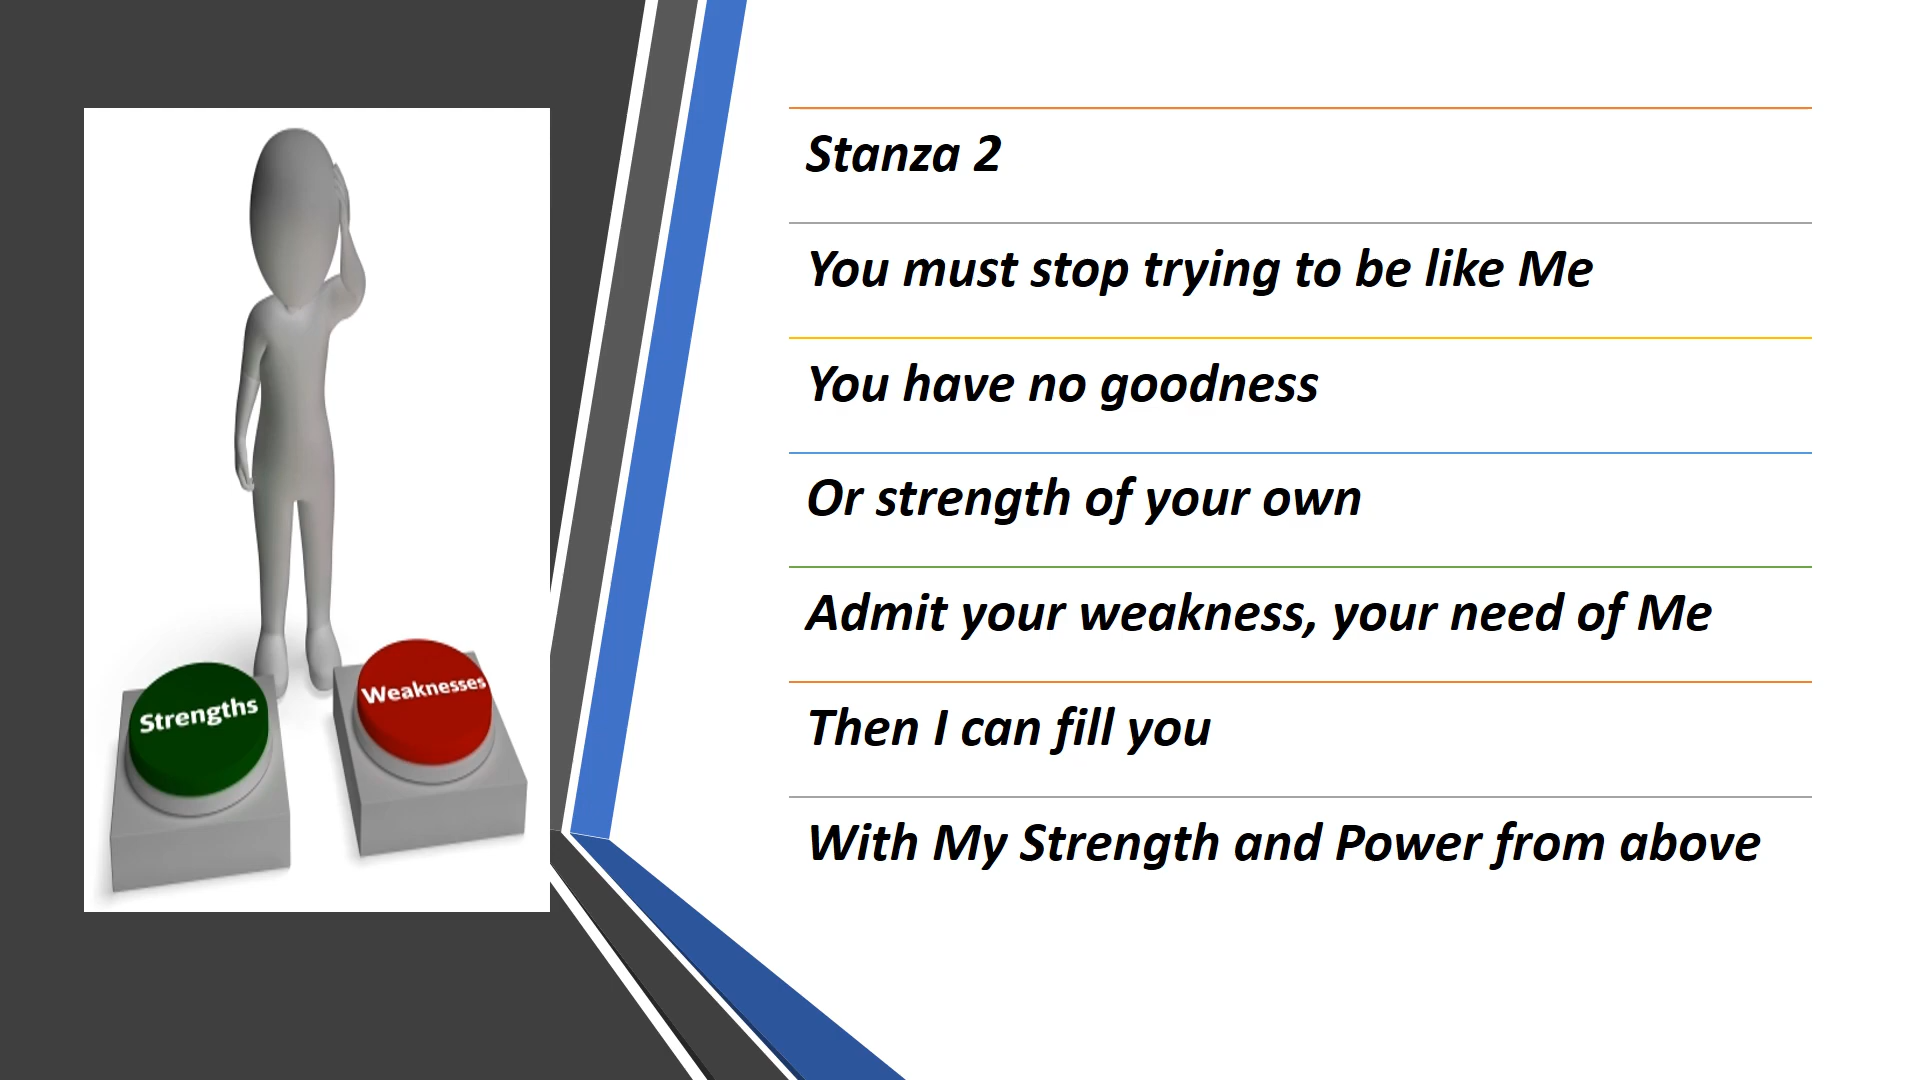 Strengths
Weaknesses
Stanza 2
You must stop trying to be like Me
You have no goodness
Or strength of your own
Admit your weakness, your need of Me
Then I can fill you
With My Strength and Power from above